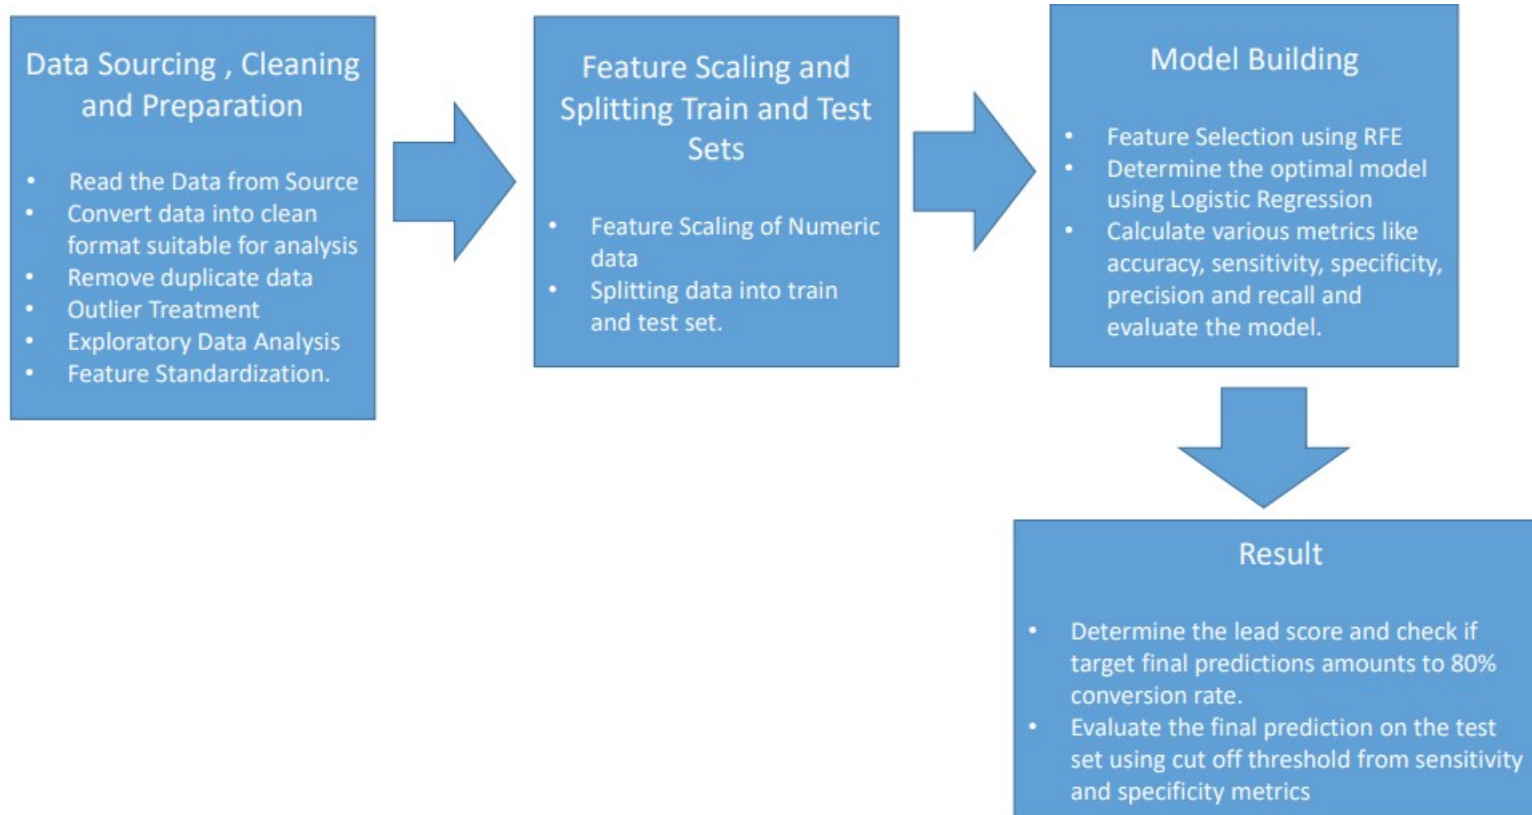 Data Sourcing , Cleaning
and Preparation
• Read the Data from Source
• Convert data into clean
format suitable for analysis
• Remove duplicate data
• Outlier Treatment
• Exploratory Data Analysis
• Feature Standardization.
Feature Scaling and
Splitting Train and Test
Sets
• Feature Scaling of Numeric
data
• Splitting data into train
and test set.
Model Building
• Feature Selection using RFE
• Determine the optimal model
using Logistic Regression
• Calculate various metrics like
accuracy, sensitivity, specificity,
precision and recall and
evaluate the model.
Result
• Determine the lead score and check if
target final predictions amounts to 80%
conversion rate.
• Evaluate the final prediction on the test
set using cut off threshold from sensitivity
and specificity metrics